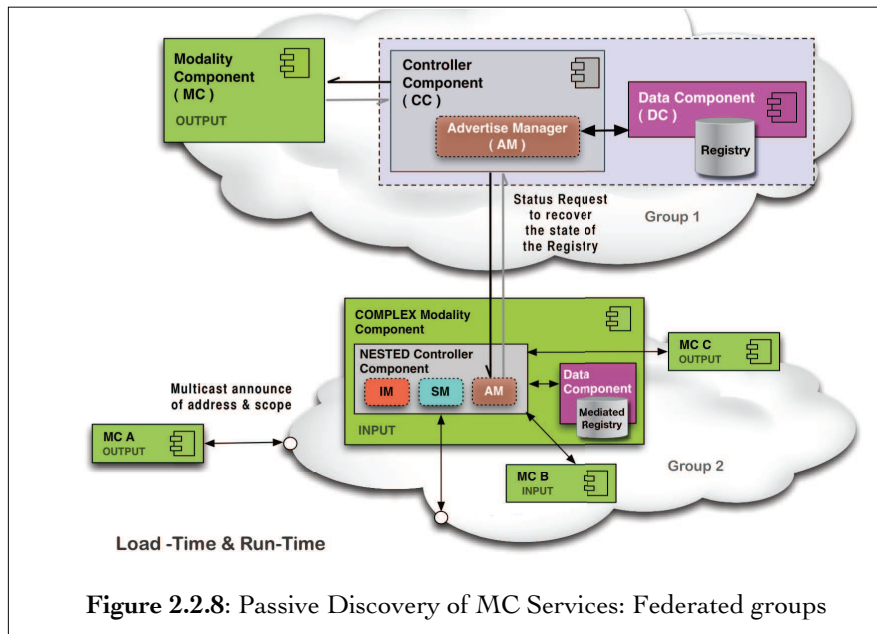 Modality
Component
( MC )
OUTPUT
Controller
Component
( CC )
Advertise Manager
( AM )
Data Component
( DC )
Registry
Status Request
to recover
the state of
the Registry
Group 1
COMPLEX Modality
Component
NESTED Controller
Component
IM
SM
AM
Data
Component
Mediated
Registry
INPUT
MC C
OUTPUT
Multicast announce
of address & scope
MC A
OUTPUT
MC B
INPUT
Group 2
Load -Time & Run-Time
Figure 2.2.8: Passive Discovery of MC Services: Federated groups